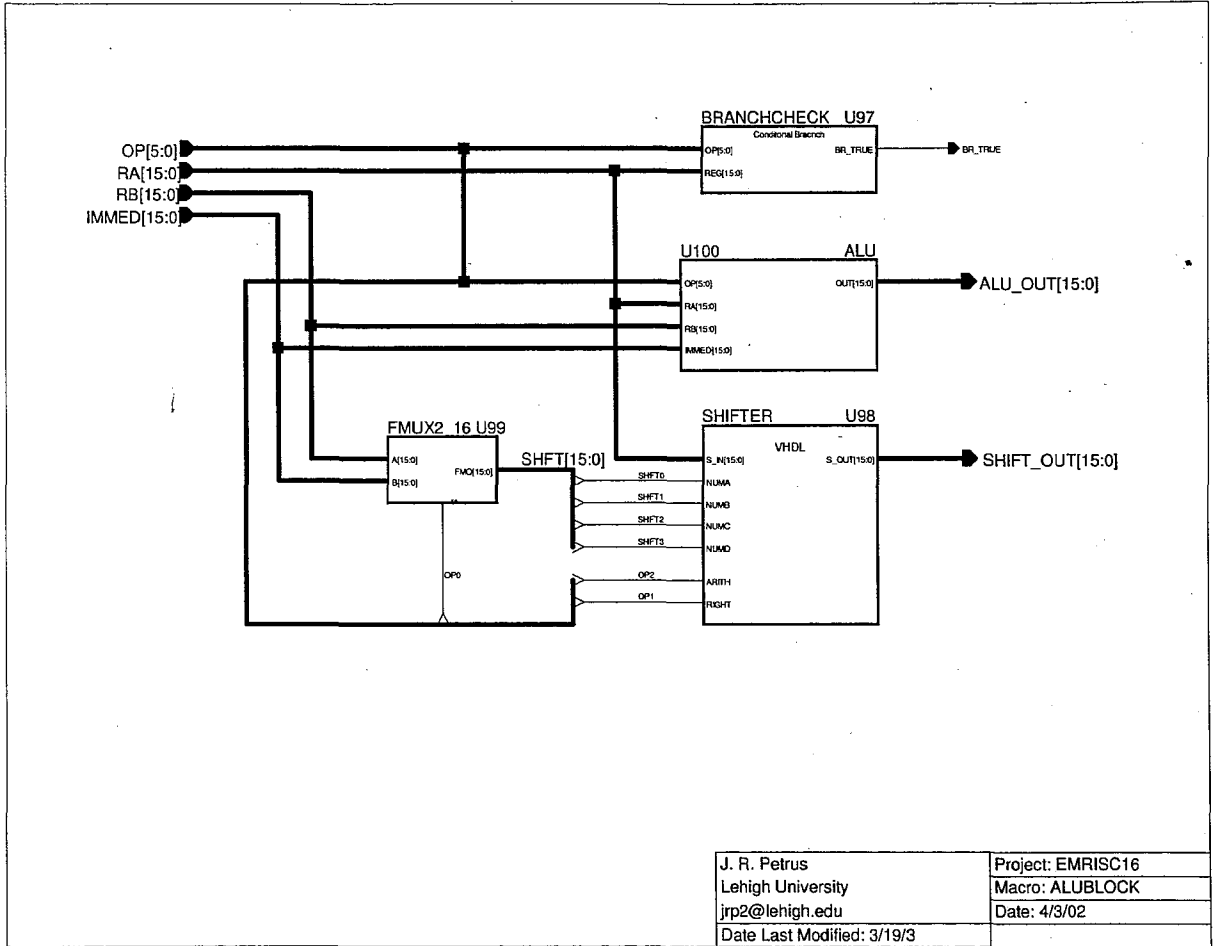 BRANCHCHECK U97
OP[5:0]
RA[15:0]
RB[15:0]
IMMED[15:0]
OP[5:0]
BR_TRUE
REG[15:0]
BR_TRUE
U100 ALU
OP[5:0]
OUT[15:0]
RA[15:0]
RB[15:0]
IMMED[15:0]
ALU_OUT[15:0]
FMUX2_16 U99
A[15:0]
B[15:0]
FMO[15:0]
SHFT[15:0]
OP0
SHIFTER U98
VHDL
S_IN[15:0]
S_OUT[15:0]
SHIFT_OUT[15:0]
SHFT0
NUMA
SHFT1
NUMB
SHFT2
NUMC
SHFT3
NUMD
OP2
ARITH
OP1
RIGHT
J. R. Petrus
Project: EMRISC16
Lehigh University
Macro: ALUBLOCK
jrp2@lehigh.edu
Date: 4/3/02
Date Last Modified: 3/19/3